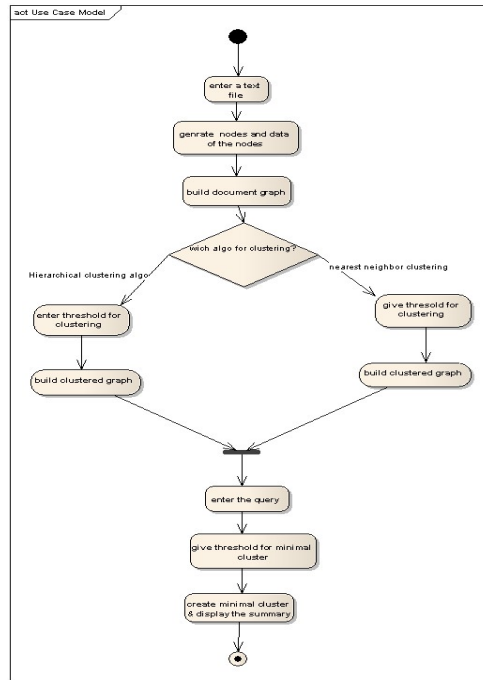 act Use Case Model
enter a text
file
genrate nodes and data
of the nodes
build document graph
wich algo for clustering?
Hierarchical clustering algo
nearest neighbor clustering
enter threshold for
clustering
give thresold for
clustering
build clustered graph
build clustered graph
enter the query
give threshold for minimal
cluster
create minimal cluster
& display the summary